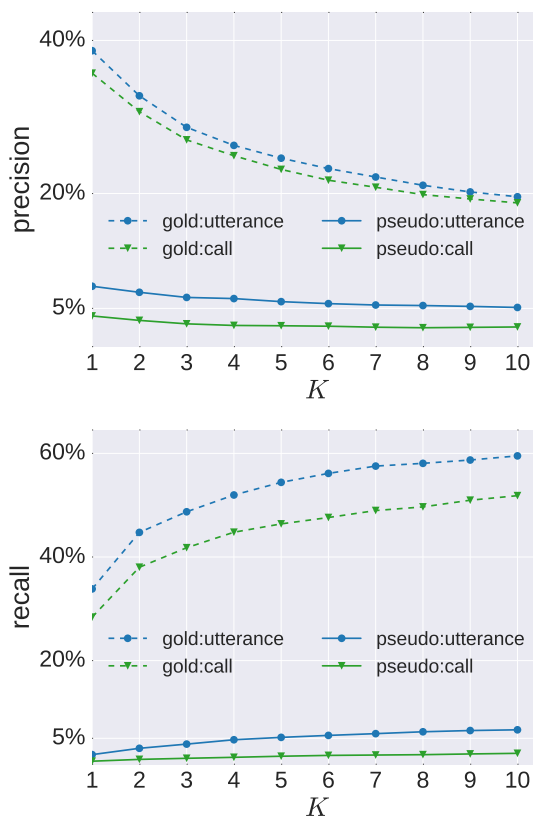 40%
20%
5%
precision
gold:utterance pseudo:utterance
gold:call pseudo:call
1 2 3 4 5 6 7 8 9 10
K
60%
40%
20%
5%
recall
gold:utterance pseudo:utterance
gold:call pseudo:call
1 2 3 4 5 6 7 8 9 10
K